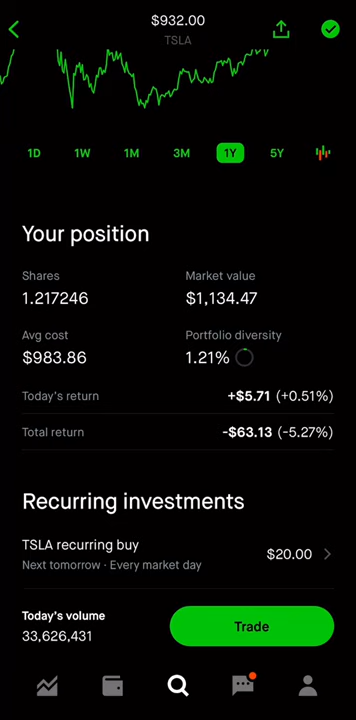 $932.00
TSLA
1D 1W 1M 3M 1Y 5Y
Your position
Shares Market value
1.217246 $1,134.47
Avg cost Portfolio diversity
$983.86 1.21%
Today's return +$5.71 (+0.51%)
Total return -$63.13 (-5.27%)
Recurring investments
TSLA recurring buy $20.00
Next tomorrow · Every market day
Today's volume
33,626,431
Trade